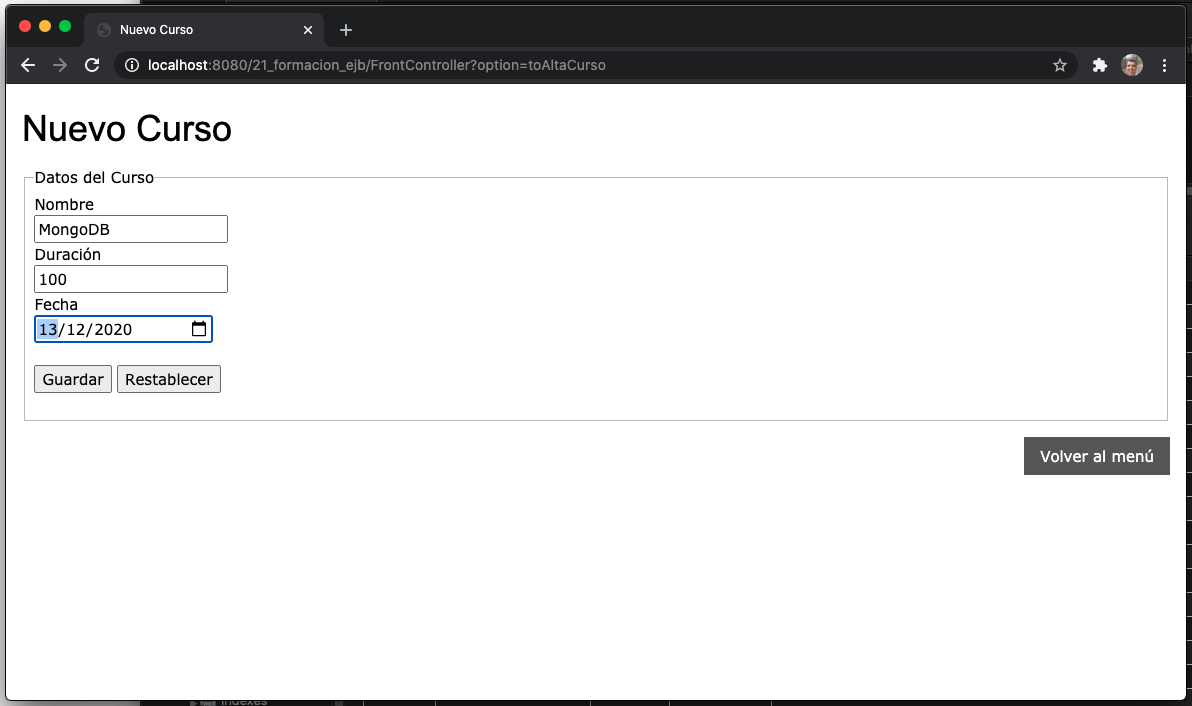 Nuevo Curso
localhost:8080/21_formacion_ejb/FrontController?option=toAltaCurso
Nuevo Curso
Datos del Curso
Nombre
MongoDB
Duración
100
Fecha
13/12/2020
Guardar Restablecer
Volver al menú
Indexes